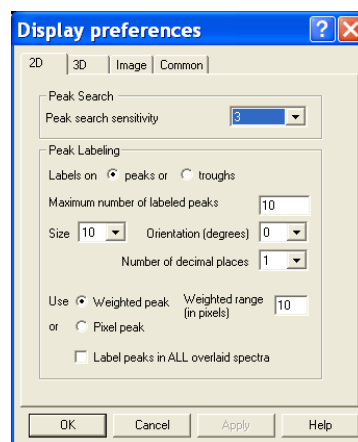 Display preferences
2D 3D Image Common
Peak Search
Peak search sensitivity 3
Peak Labeling
Labels on peaks or troughs
Maximum number of labeled peaks 10
Size 10 Orientation (degrees) 0
Number of decimal places 1
Use Weighted peak Weighted range 10
(in pixels)
or Pixel peak
Label peaks in ALL overlaid spectra
OK Cancel Apply Help